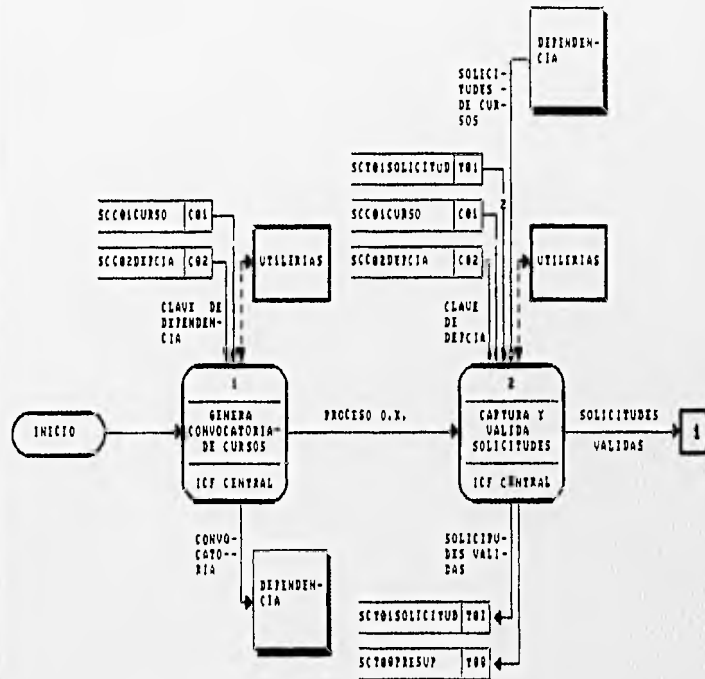 DEPENDEN-
CIA
SOLICI-
TUDES -
DE CUR-
SOS
SCT01SOLICITUD T01
SCC01CURSO C01
SCC02DEPCIA C02
UTILERIAS
CLAVE DE
DEPENDEN-
CIA
SCC01CURSO C01
SCC02DEPCIA C02
UTILERIAS
CLAVE
DE
DEPCIA
INICIO
1
GENERA
CONVOCATORIA
DE CURSOS
ICF CENTRAL
PROCESO O.K.
2
CAPTURA Y
VALIDA
SOLICITUDES
ICF CENTRAL
SOLICITUDES
VALIDAS
1
CONVO-
CATO--
RIA
DEPENDEN-
CIA
SOLICITU-
DES VALI-
DAS
SCT01SOLICITUD T01
SCT09PRESUP T09